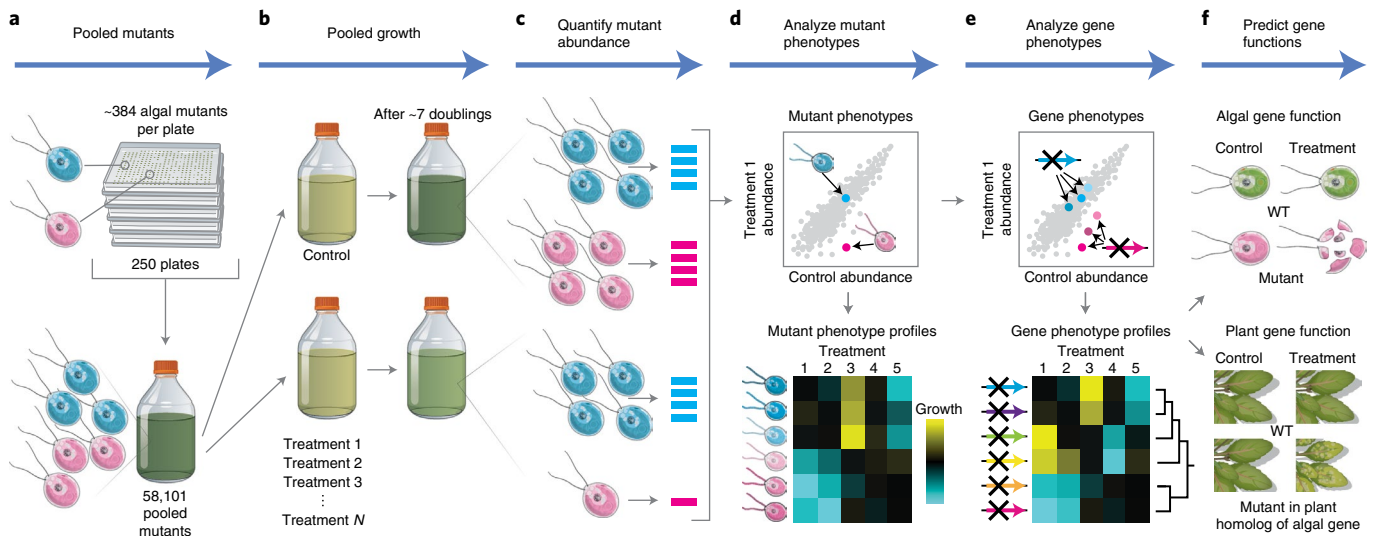 a
Pooled mutants
~384 algal mutants
per plate
250 plates
58,101
pooled
mutants
b
Pooled growth
After ~7 doublings
Control
Treatment 1
Treatment 2
Treatment 3
⋮
Treatment N
c
Quantify mutant
abundance
d
Analyze mutant
phenotypes
Mutant phenotypes
Treatment 1
abundance
Control abundance
Mutant phenotype profiles
Treatment
1 2 3 4 5
Growth
e
Analyze gene
phenotypes
Gene phenotypes
Treatment 1
abundance
Control abundance
Gene phenotype profiles
Treatment
1 2 3 4 5
f
Predict gene
functions
Algal gene function
Control Treatment
WT
Mutant
Plant gene function
Control Treatment
WT
Mutant in plant
homolog of algal gene